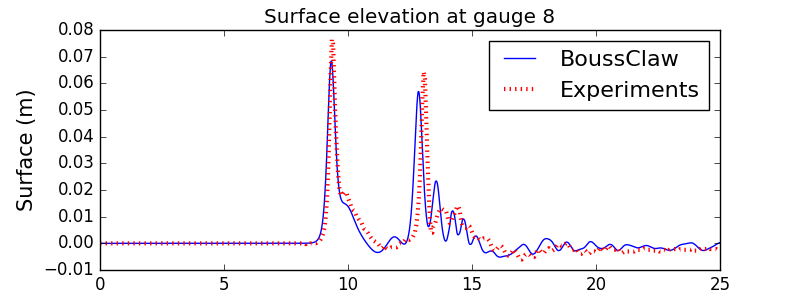 Surface elevation at gauge 8
0.08
0.07
0.06
0.05
0.04
0.03
0.02
0.01
0.00
−0.01
Surface (m)
BoussClaw
Experiments
0 5 10 15 20 25